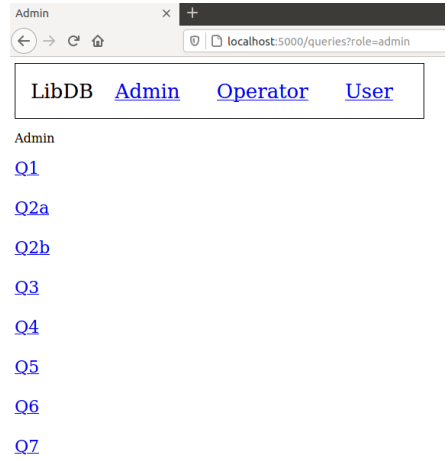 Admin
localhost:5000/queries?role=admin
LibDB Admin Operator User
Admin
Q1
Q2a
Q2b
Q3
Q4
Q5
Q6
Q7